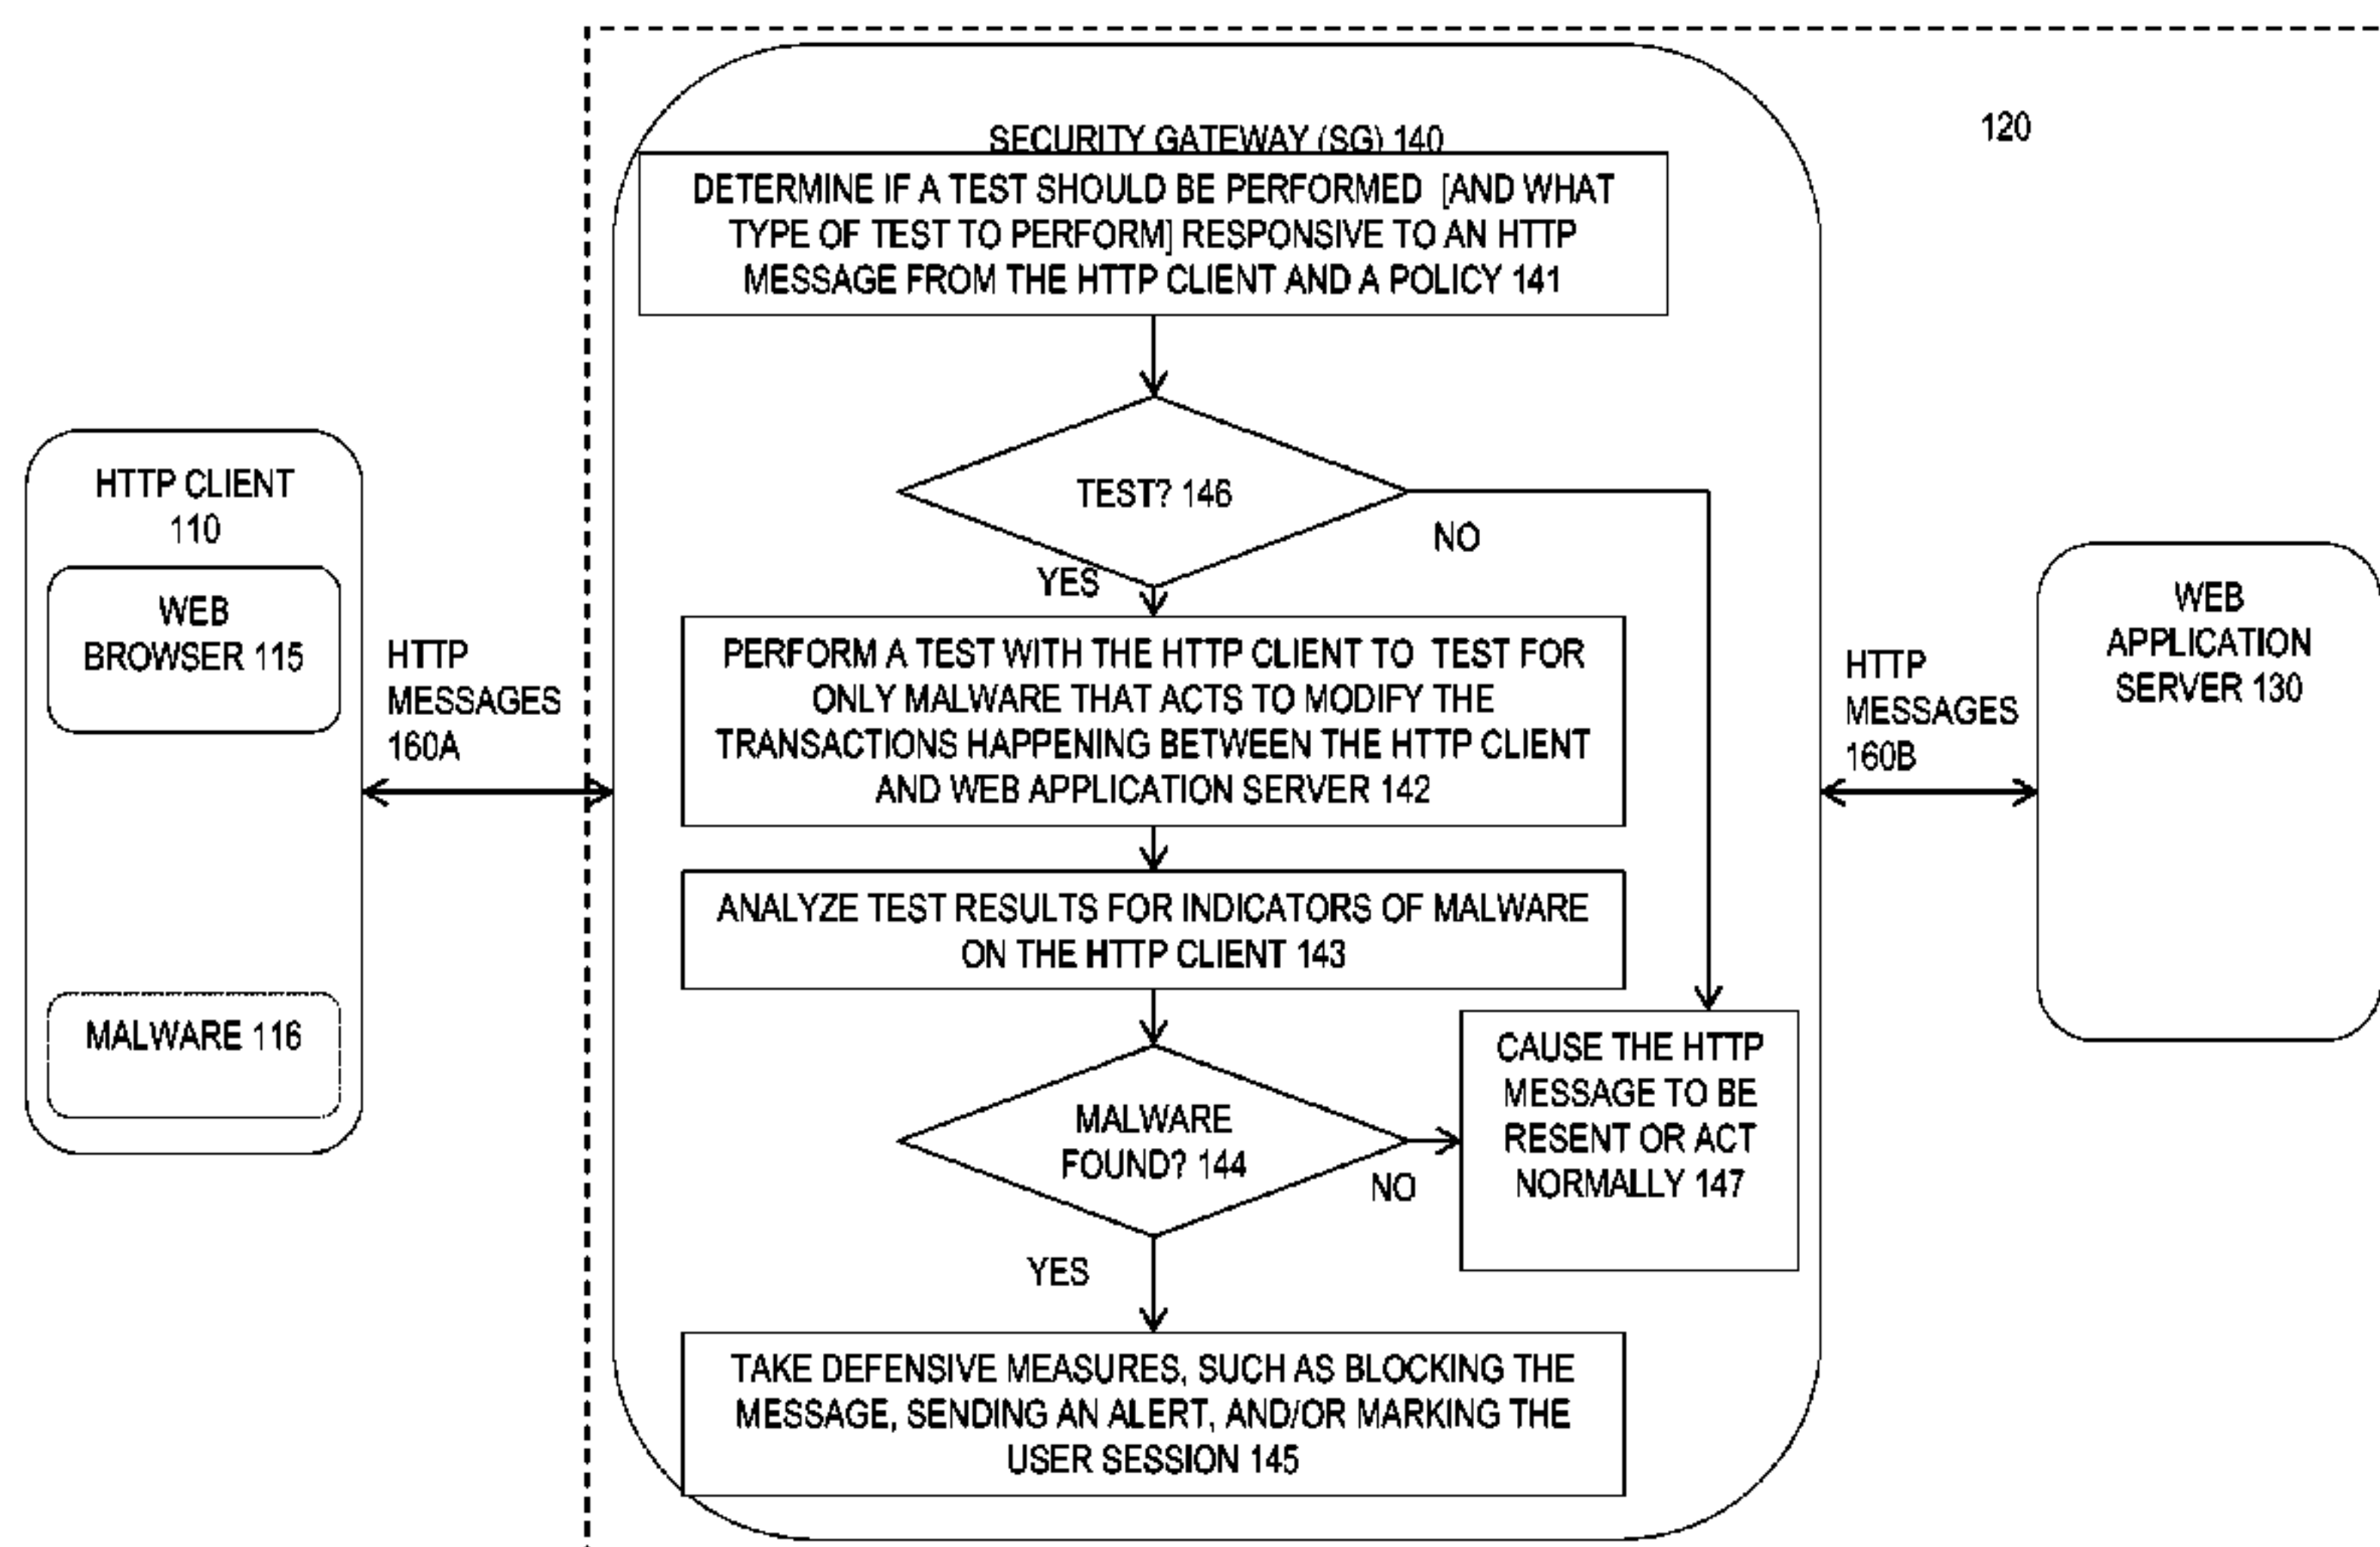 120
SECURITY GATEWAY (SG) 140
DETERMINE IF A TEST SHOULD BE PERFORMED [AND WHAT
TYPE OF TEST TO PERFORM] RESPONSIVE TO AN HTTP
MESSAGE FROM THE HTTP CLIENT AND A POLICY 141
TEST? 146
NO
YES
HTTP CLIENT
110
WEB
BROWSER 115
MALWARE 116
HTTP
MESSAGES
160A
PERFORM A TEST WITH THE HTTP CLIENT TO TEST FOR
ONLY MALWARE THAT ACTS TO MODIFY THE
TRANSACTIONS HAPPENING BETWEEN THE HTTP CLIENT
AND WEB APPLICATION SERVER 142
ANALYZE TEST RESULTS FOR INDICATORS OF MALWARE
ON THE HTTP CLIENT 143
MALWARE
FOUND? 144
NO
YES
CAUSE THE HTTP
MESSAGE TO BE
RESENT OR ACT
NORMALLY 147
TAKE DEFENSIVE MEASURES, SUCH AS BLOCKING THE
MESSAGE, SENDING AN ALERT, AND/OR MARKING THE
USER SESSION 145
HTTP
MESSAGES
160B
WEB
APPLICATION
SERVER 130